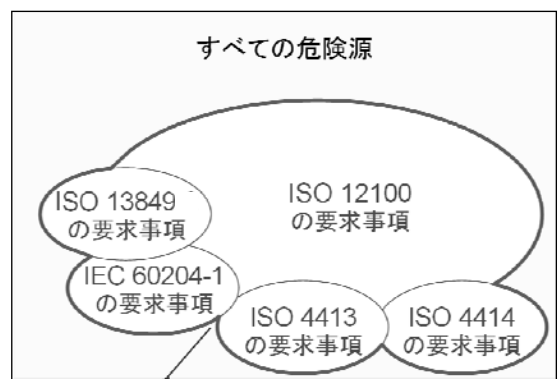 すべての危険源
ISO 12100
の要求事項
ISO 13849
の要求事項
IEC 60204-1
の要求事項
ISO 4413
の要求事項
ISO 4414
の要求事項